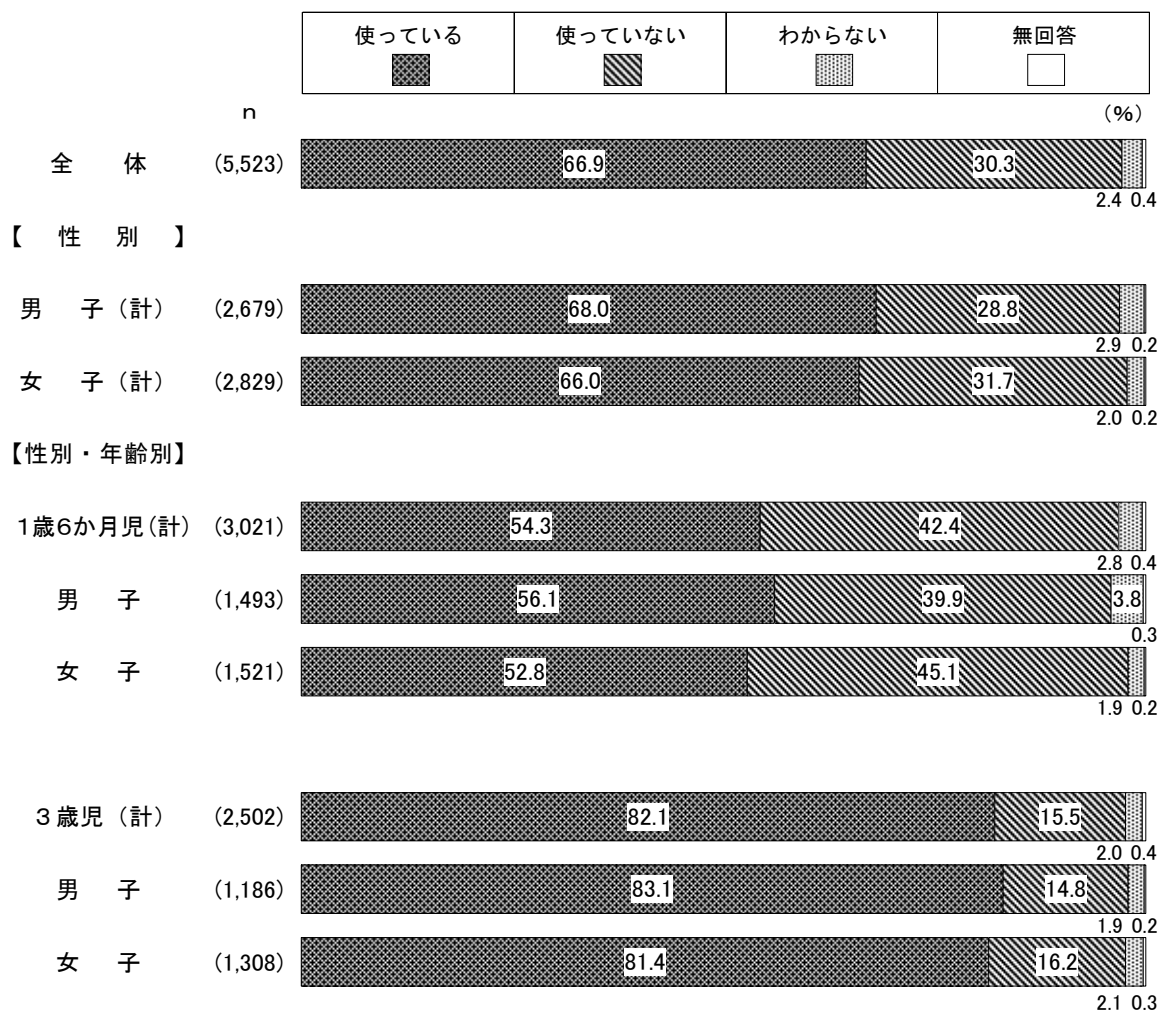 使っている 使っていない わからない 無回答
n (%)
全 体 (5,523) 66.9 30.3
2.4 0.4
【 性 別 】
男 子(計) (2,679) 68.0 28.8
2.9 0.2
女 子(計) (2,829) 66.0 31.7
2.0 0.2
【性別・年齢別】
1歳6か月児(計) (3,021) 54.3 42.4
2.8 0.4
男 子 (1,493) 56.1 39.9 3.8
0.3
女 子 (1,521) 52.8 45.1
1.9 0.2
3歳児(計) (2,502) 82.1 15.5
2.0 0.4
男 子 (1,186) 83.1 14.8
1.9 0.2
女 子 (1,308) 81.4 16.2
2.1 0.3